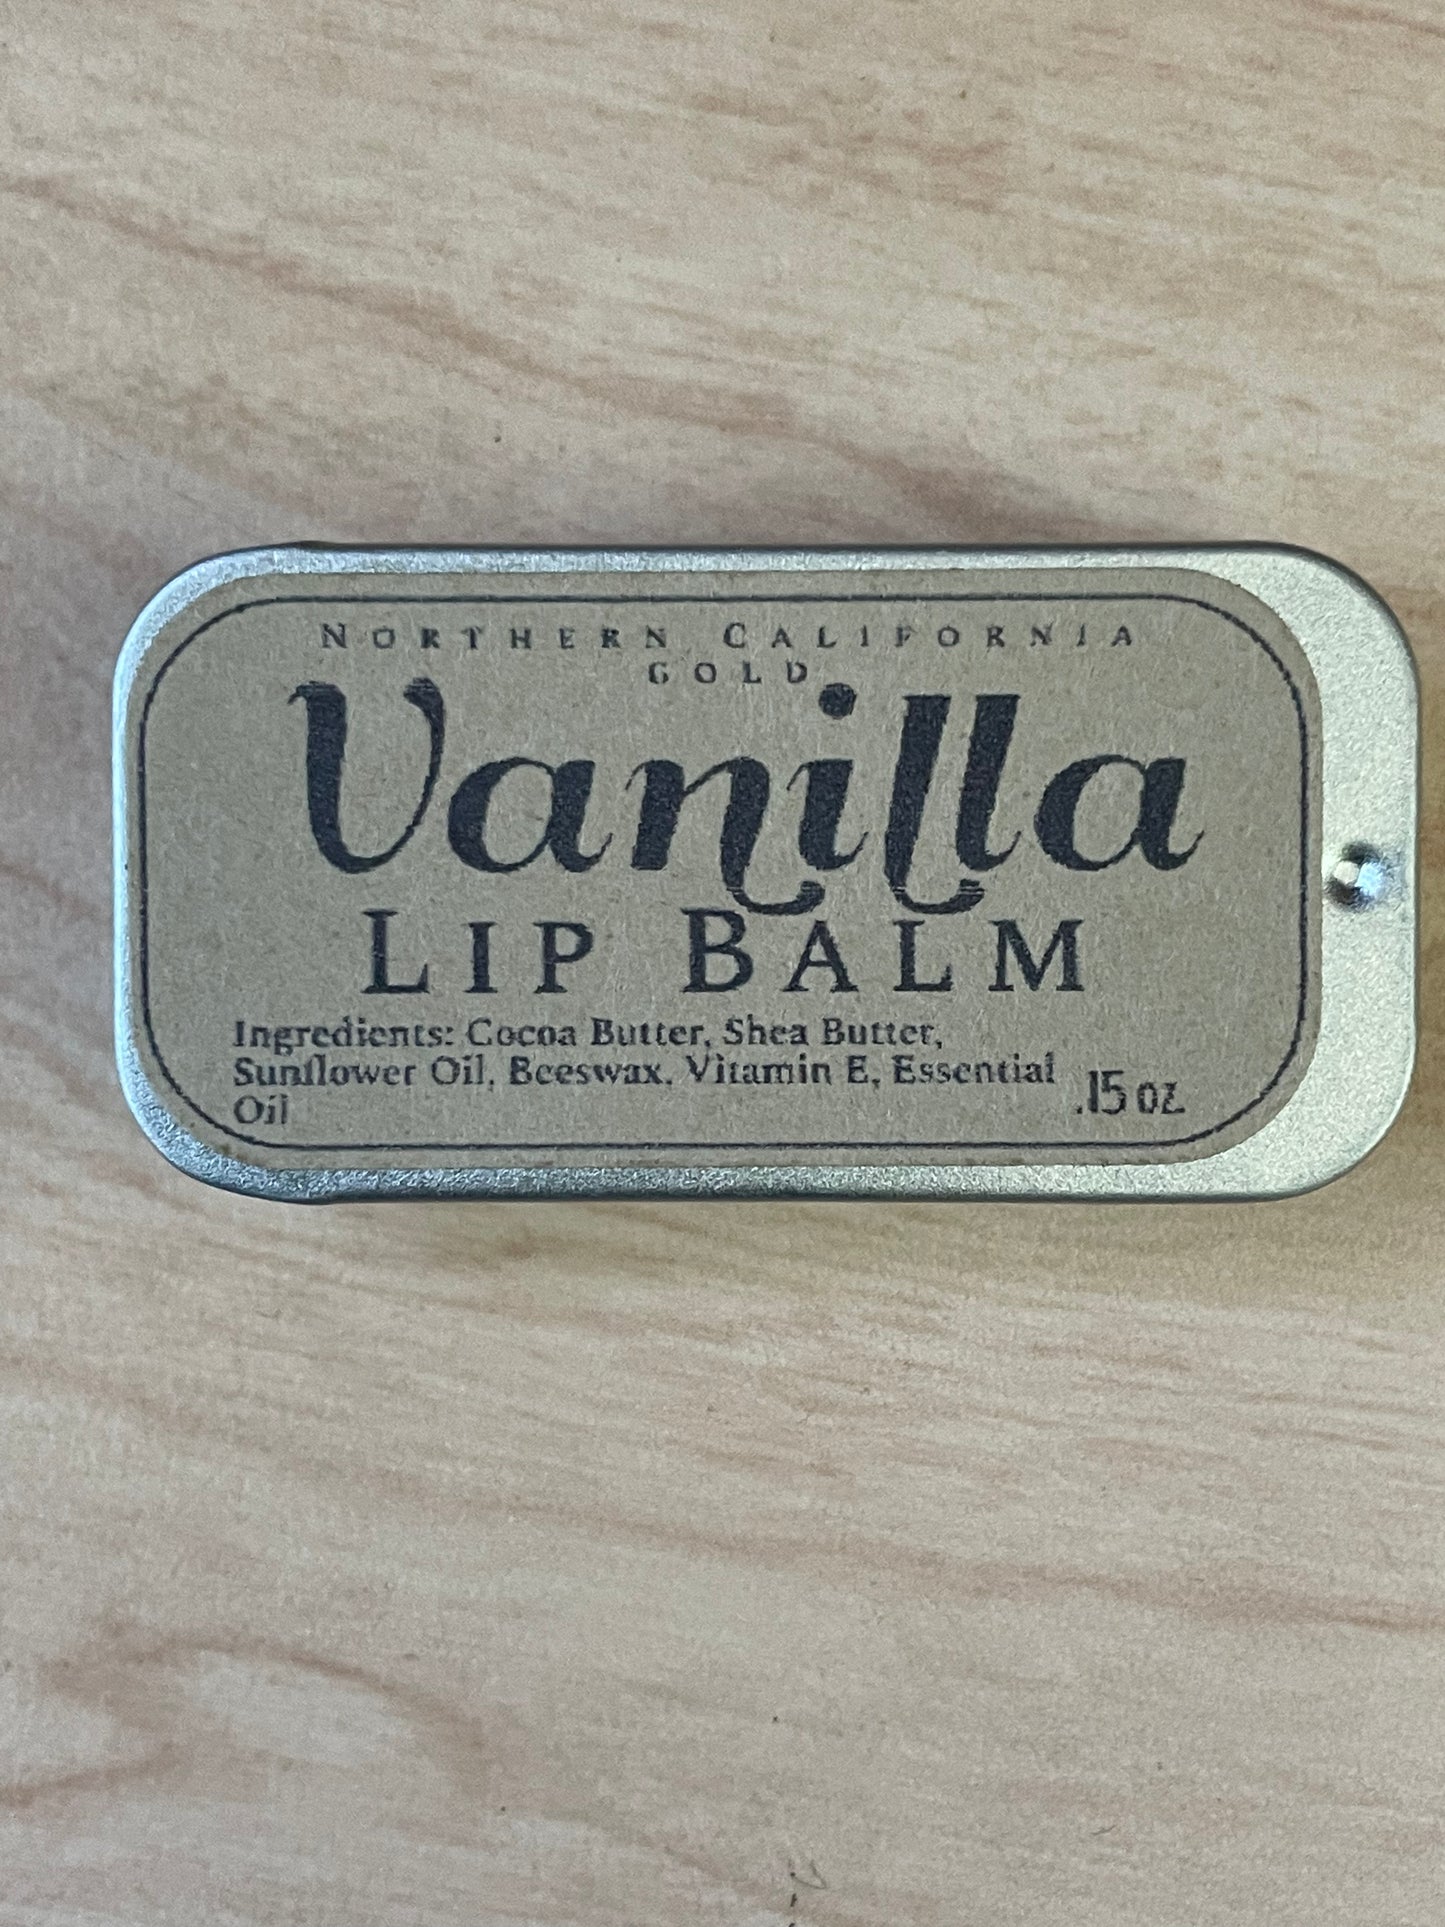 NORTHERN CALIFORNIA
GOLD
Vanilla
LIP BALM
Ingredients: Cocoa Butter, Shea Butter,
Sunflower Oil, Beeswax, Vitamin E, Essential
Oil
.15 oz.